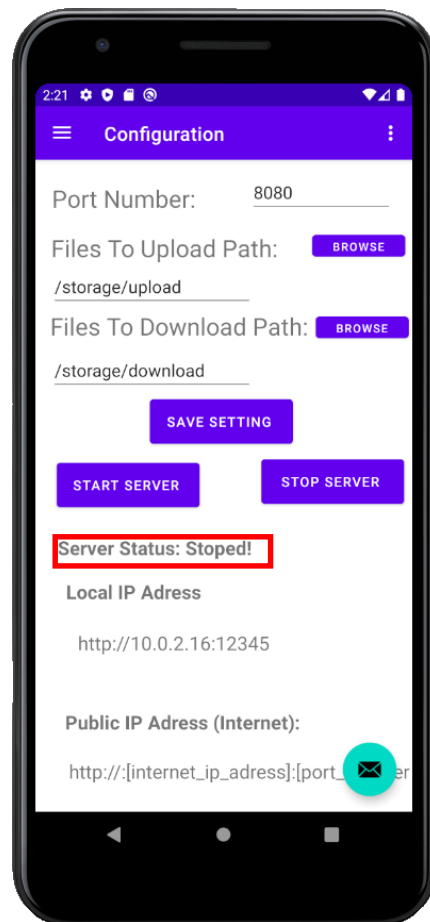 2:21
Configuration
Port Number: 8080
Files To Upload Path: BROWSE
/storage/upload
Files To Download Path: BROWSE
/storage/download
SAVE SETTING
START SERVER STOP SERVER
Server Status: Stoped!
Local IP Adress
http://10.0.2.16:12345
Public IP Adress (Internet):
http://:[internet_ip_adress]:[port_ er